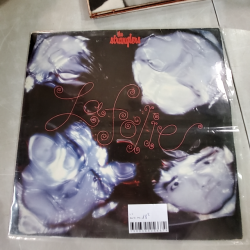 the
stranglers
La Folie